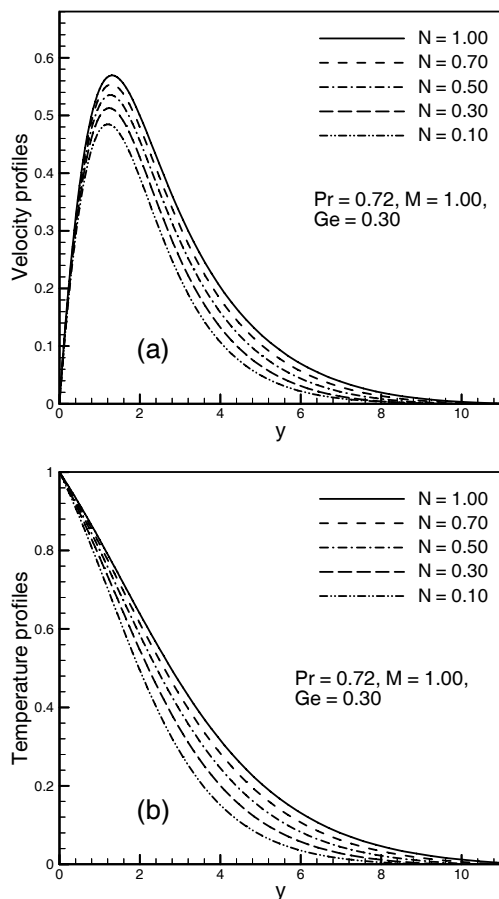 0.6
0.5
0.4
0.3
0.2
0.1
0
Velocity profiles
N = 1.00
N = 0.70
N = 0.50
N = 0.30
N = 0.10
Pr = 0.72, M = 1.00,
Ge = 0.30
(a)
0 2 4 6 8 10
y
1
0.8
0.6
0.4
0.2
0
Temperature profiles
N = 1.00
N = 0.70
N = 0.50
N = 0.30
N = 0.10
Pr = 0.72, M = 1.00,
Ge = 0.30
(b)
0 2 4 6 8 10
y